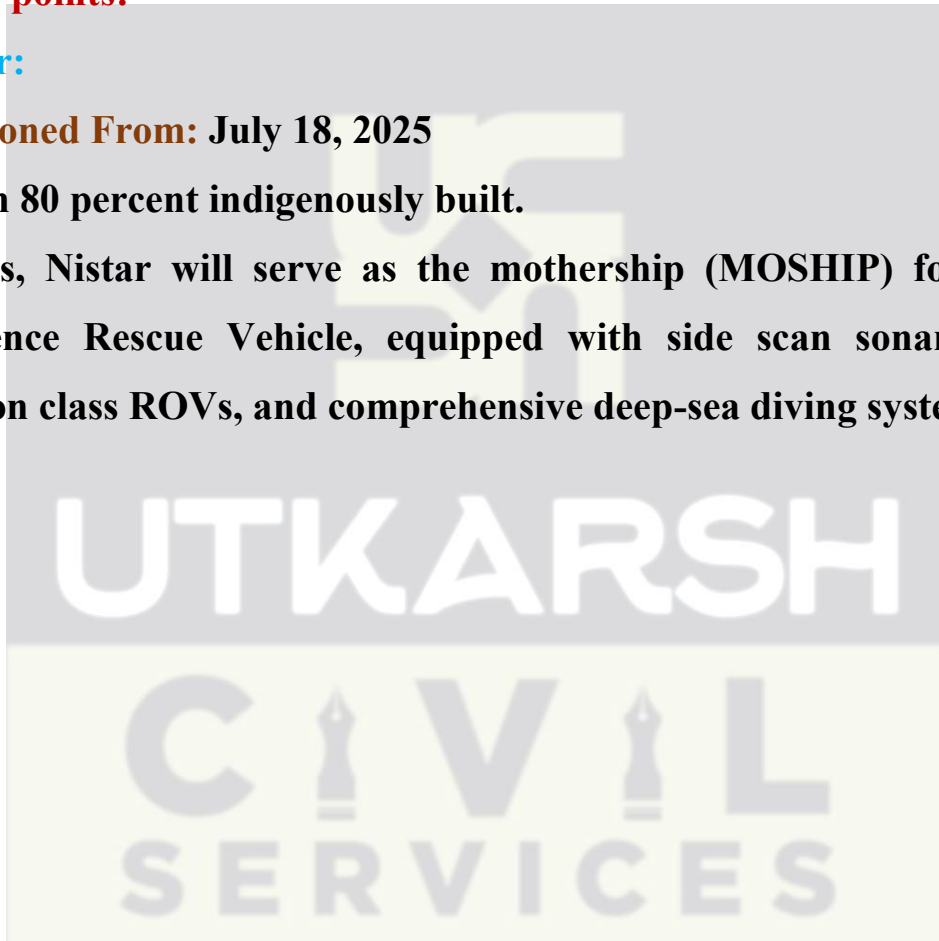 points:
r:
oned From: July 18, 2025
n 80 percent indigenously built.
s, Nistar will serve as the mothership (MOSHIP) fo
ence Rescue Vehicle, equipped with side scan sonar
on class ROVs, and comprehensive deep-sea diving syste
UTKARSH
CIVIL
SERVICES